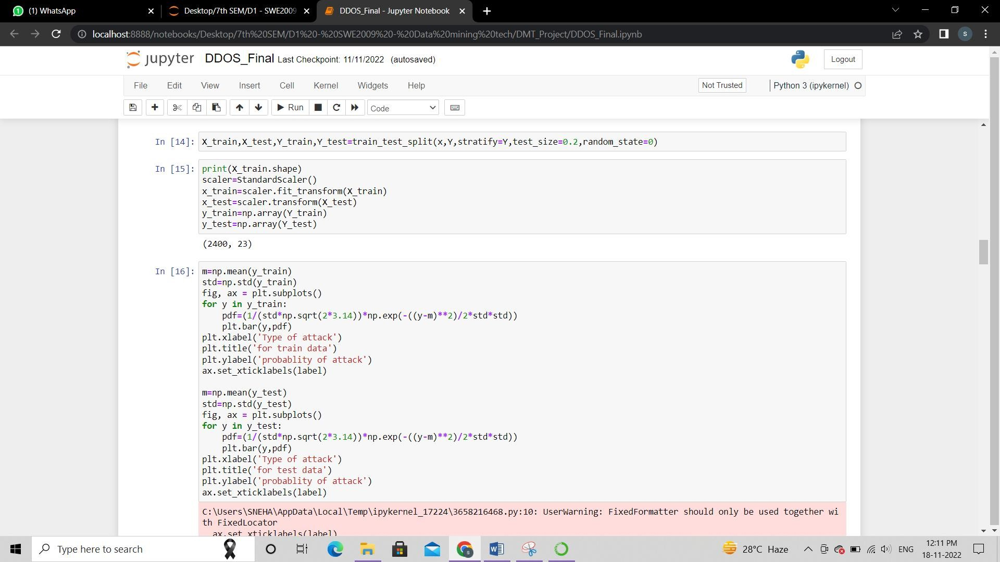 (1) WhatsApp
Desktop/7th SEM/D1 - SWE2009
DDOS_Final - Jupyter Notebook
localhost:8888/notebooks/Desktop/7th%20SEM/D1%20-%20SWE2009%20-%20Data%20mining%20tech/DMT_Project/DDOS_Final.ipynb
s
jupyter DDOS_Final Last Checkpoint: 11/11/2022 (autosaved)
Logout
File Edit View Insert Cell Kernel Widgets Help
Not Trusted
Python 3 (ipykernel)
Run
Code
In [14]: X_train,X_test,Y_train,Y_test=train_test_split(x,Y,stratify=Y,test_size=0.2,random_state=0)
In [15]: print(X_train.shape)
scaler=StandardScaler()
x_train=scaler.fit_transform(X_train)
x_test=scaler.transform(X_test)
y_train=np.array(Y_train)
y_test=np.array(Y_test)
(2400, 23)
In [16]: m=np.mean(y_train)
std=np.std(y_train)
fig, ax = plt.subplots()
for y in y_train:
    pdf=(1/(std*np.sqrt(2*3.14))*np.exp(-((y-m)**2)/2*std*std))
    plt.bar(y,pdf)
plt.xlabel('Type of attack')
plt.title('for train data')
plt.ylabel('probablity of attack')
ax.set_xticklabels(label)
m=np.mean(y_test)
std=np.std(y_test)
fig, ax = plt.subplots()
for y in y_test:
    pdf=(1/(std*np.sqrt(2*3.14))*np.exp(-((y-m)**2)/2*std*std))
    plt.bar(y,pdf)
plt.xlabel('Type of attack')
plt.title('for test data')
plt.ylabel('probablity of attack')
ax.set_xticklabels(label)
C:\Users\SNEHA\AppData\Local\Temp\ipykernel_17224\3658216468.py:10: UserWarning: FixedFormatter should only be used together wi
th FixedLocator
  ax.set_xticklabels(label)
Type here to search
28°C Haze
ENG
12:11 PM
18-11-2022